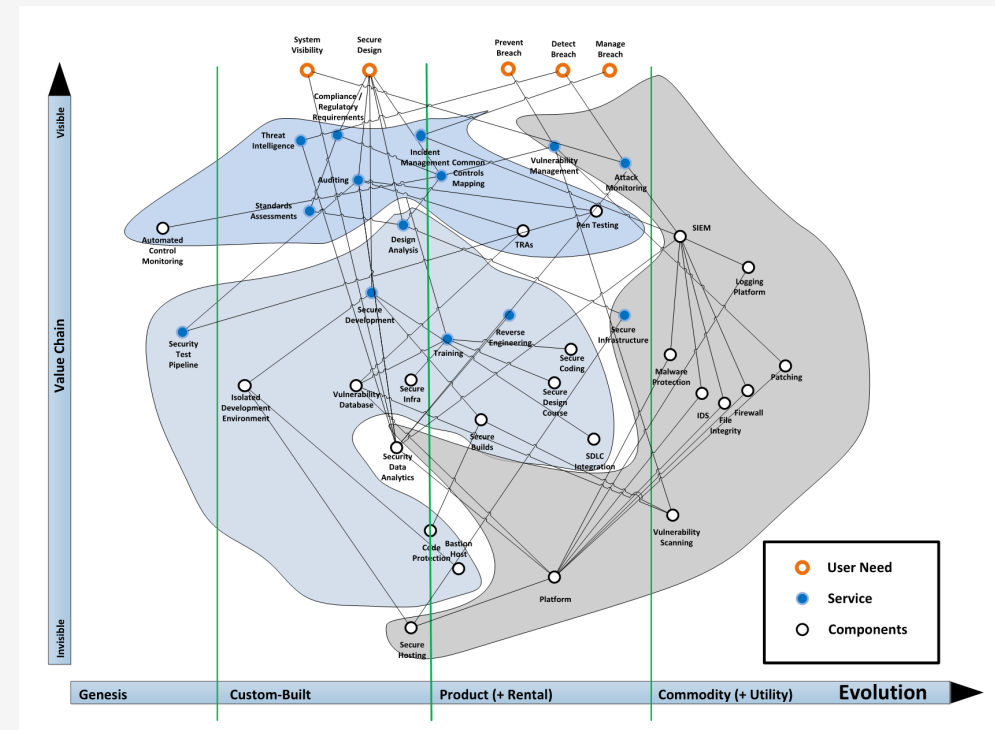 System
Visibility
Secure
Design
Prevent
Breach
Detect
Breach
Manage
Breach
Visible
Value Chain
Invisible
Compliance /
Regulatory
Requirements
Threat
Intelligence
Incident
Management
Common
Controls
Mapping
Vulnerability
Management
Attack
Monitoring
Auditing
Standards
Assessments
Automated
Control
Monitoring
Design
Analysis
TRAs
Pen Testing
SIEM
Logging
Platform
Secure
Development
Security
Test
Pipeline
Reverse
Engineering
Secure
Infrastructure
Training
Secure
Coding
Malware
Protection
Patching
Isolated
Development
Environment
Vulnerability
Database
Secure
Infra
Secure
Design
Course
IDS
File
Integrity
Firewall
Secure
Builds
SDLC
Integration
Security
Data
Analytics
Vulnerability
Scanning
Code
Protection
Bastion
Host
Platform
Secure
Hosting
User Need
Service
Components
Genesis
Custom-Built
Product (+ Rental)
Commodity (+ Utility)
Evolution